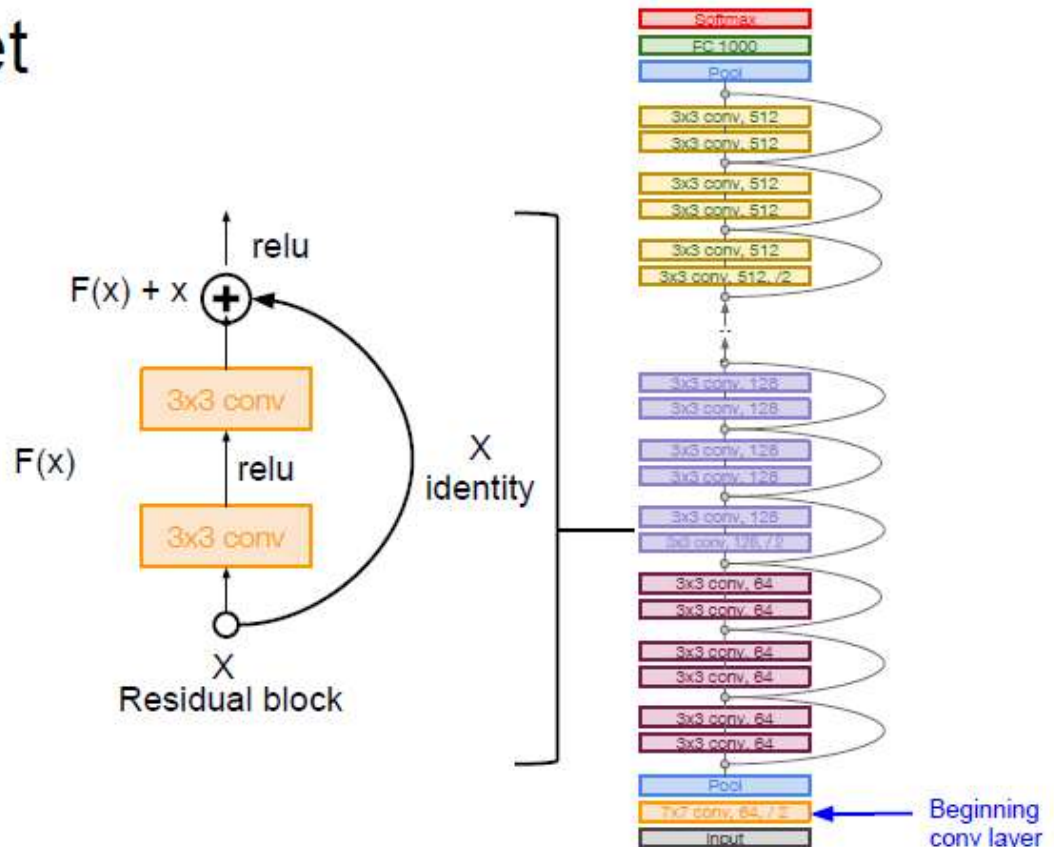 et
relu
F(x) + x
3x3 conv
F(x)
relu
X
identity
3x3 conv
X
Residual block
Softmax
FC 1000
Pool
3x3 conv, 512
3x3 conv, 512
3x3 conv, 512
3x3 conv, 512
3x3 conv, 512
3x3 conv, 512, /2
..
3x3 conv, 128
3x3 conv, 128
3x3 conv, 128
3x3 conv, 128
3x3 conv, 128
3x3 conv, 128, / 2
3x3 conv, 64
3x3 conv, 64
3x3 conv, 64
3x3 conv, 64
3x3 conv, 64
3x3 conv, 64
Pool
7x7 conv, 64, / 2
Input
Beginning
conv layer